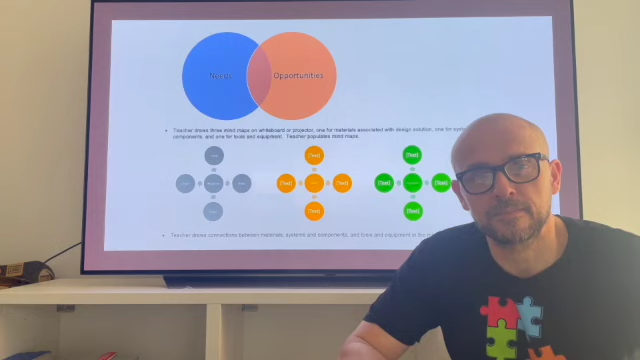 Needs Opportunities
• Teacher draws three mind maps on whiteboard or projector, one for materials associated with design solution, one for
components, and one for tools and equipment. Teacher populates mind maps.
[Text] [Text]
[Text] [Text] [Text]
[Text] [Text]
• Teacher draws connections between materials, systems and components, and tools and equipment in the